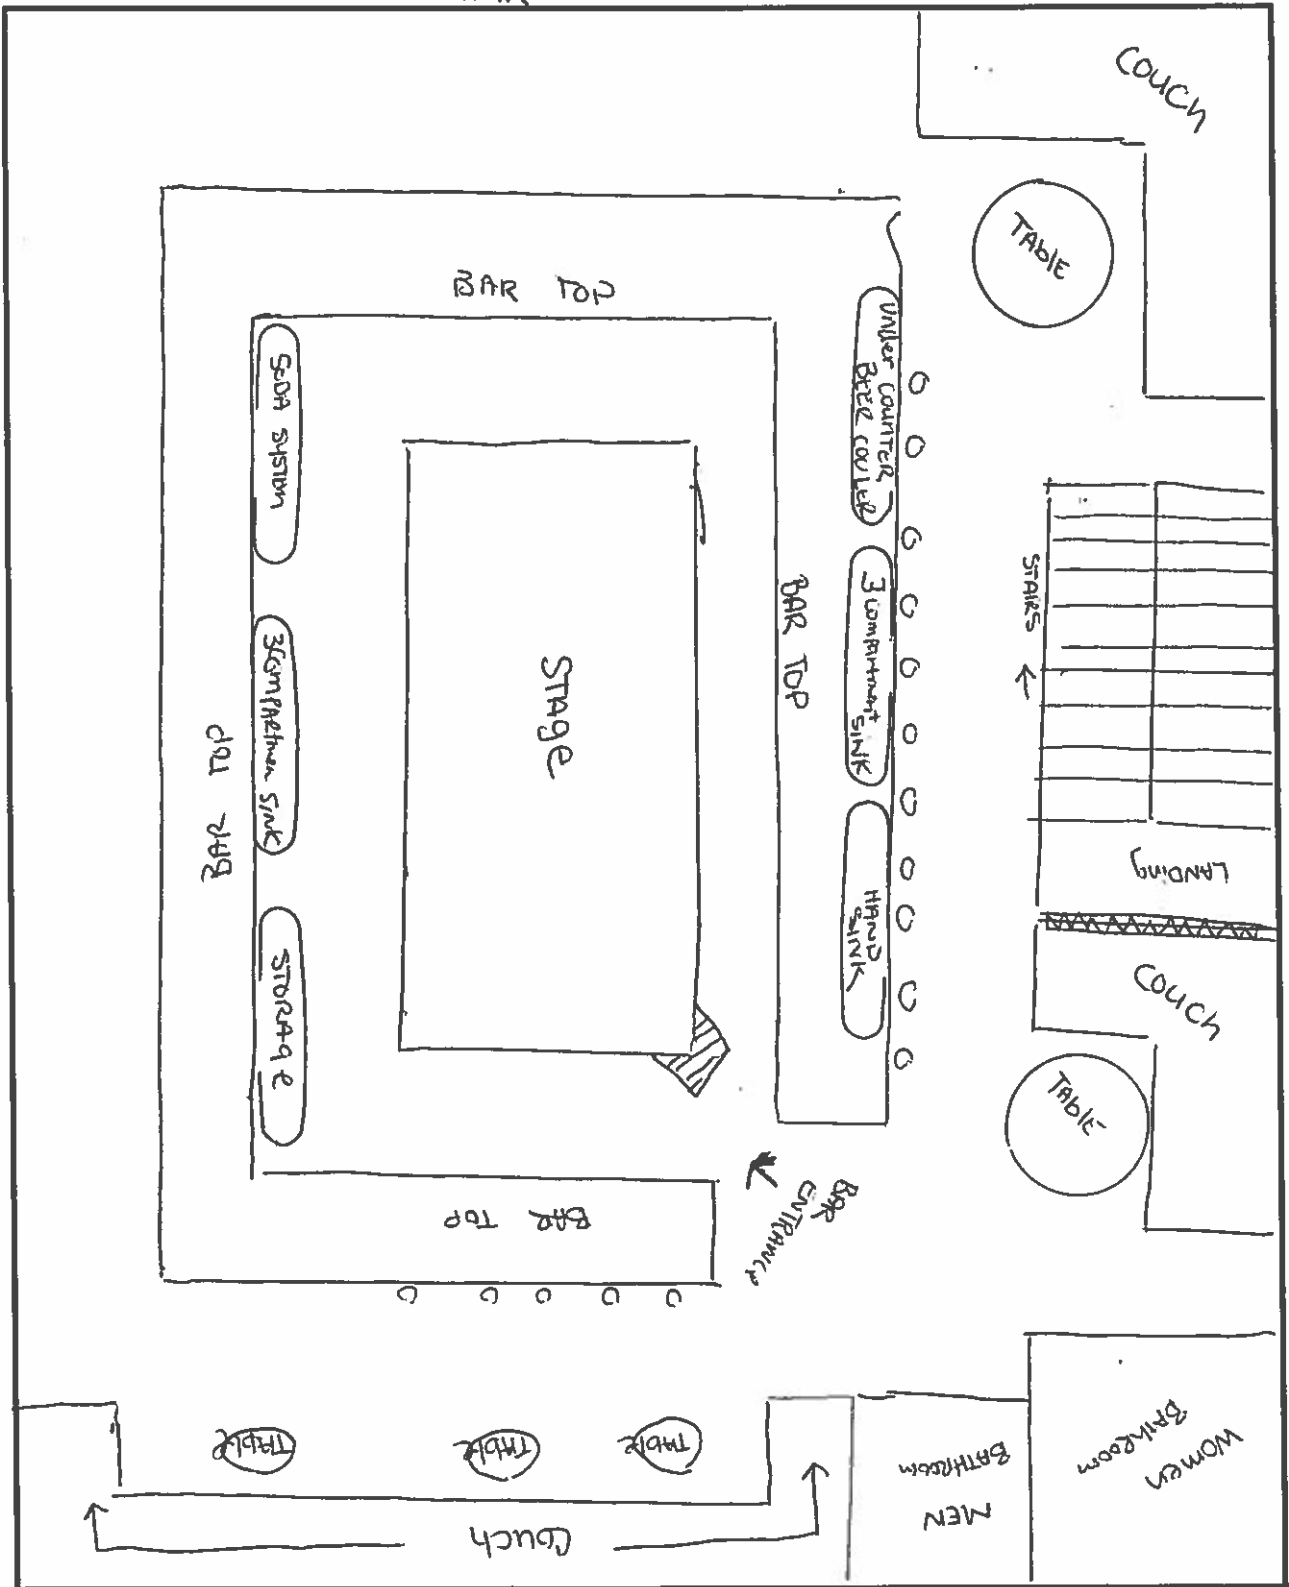 COUCH
TABLE
BAR TOP
UNDER COUNTER
BEER COOLER
SODA SYSTEM
STAIRS
3 COMPARTMENT
SINK
BAR TOP
STAGE
3 COMPARTMEN SINK
BAR TOP
LANDING
HAND
SINK
COUCH
STORAGE
TABLE
BAR
ENTRANCE
BAR TOP
TABLE
TABLE
TABLE
MEN
BATHROOM
WOMEN
BATHROOM
COUCH